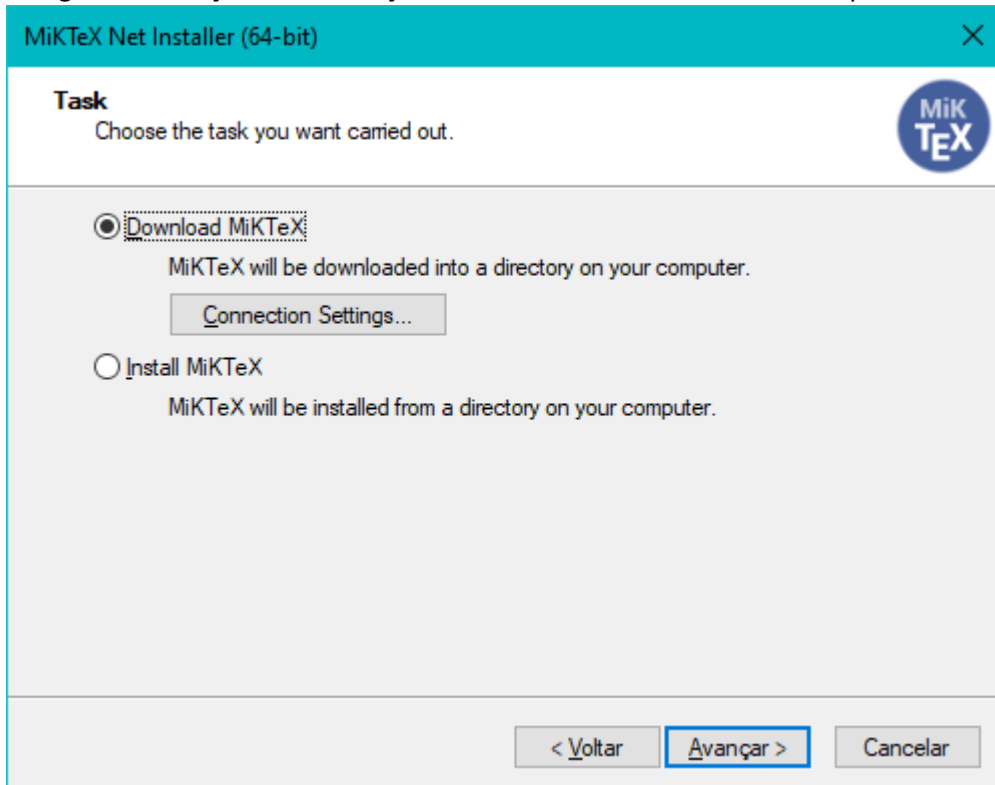 MiKTeX Net Installer (64-bit)
Task
Choose the task you want carried out.
MiK
TEX
Download MiKTeX
MiKTeX will be downloaded into a directory on your computer.
Connection Settings...
Install MiKTeX
MiKTeX will be installed from a directory on your computer.
< Voltar
Avançar >
Cancelar